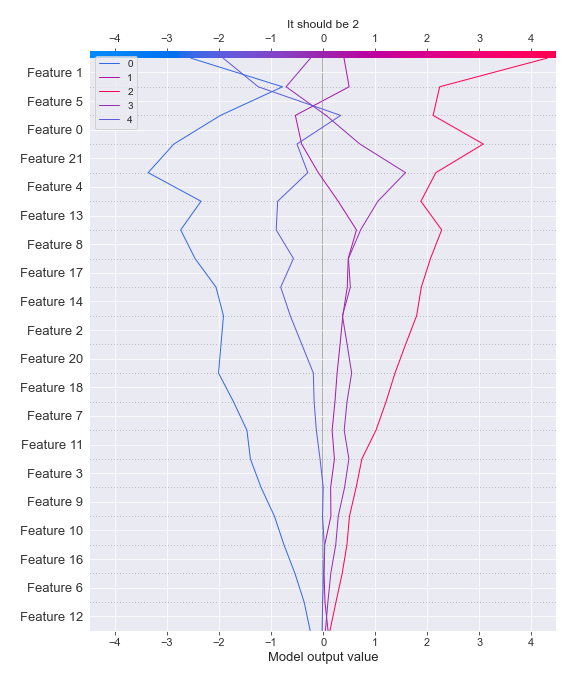 It should be 2
−4 −3 −2 −1 0 1 2 3 4
0
1
2
3
4
Feature 1
Feature 5
Feature 0
Feature 21
Feature 4
Feature 13
Feature 8
Feature 17
Feature 14
Feature 2
Feature 20
Feature 18
Feature 7
Feature 11
Feature 3
Feature 9
Feature 10
Feature 16
Feature 6
Feature 12
−4 −3 −2 −1 0 1 2 3 4
Model output value